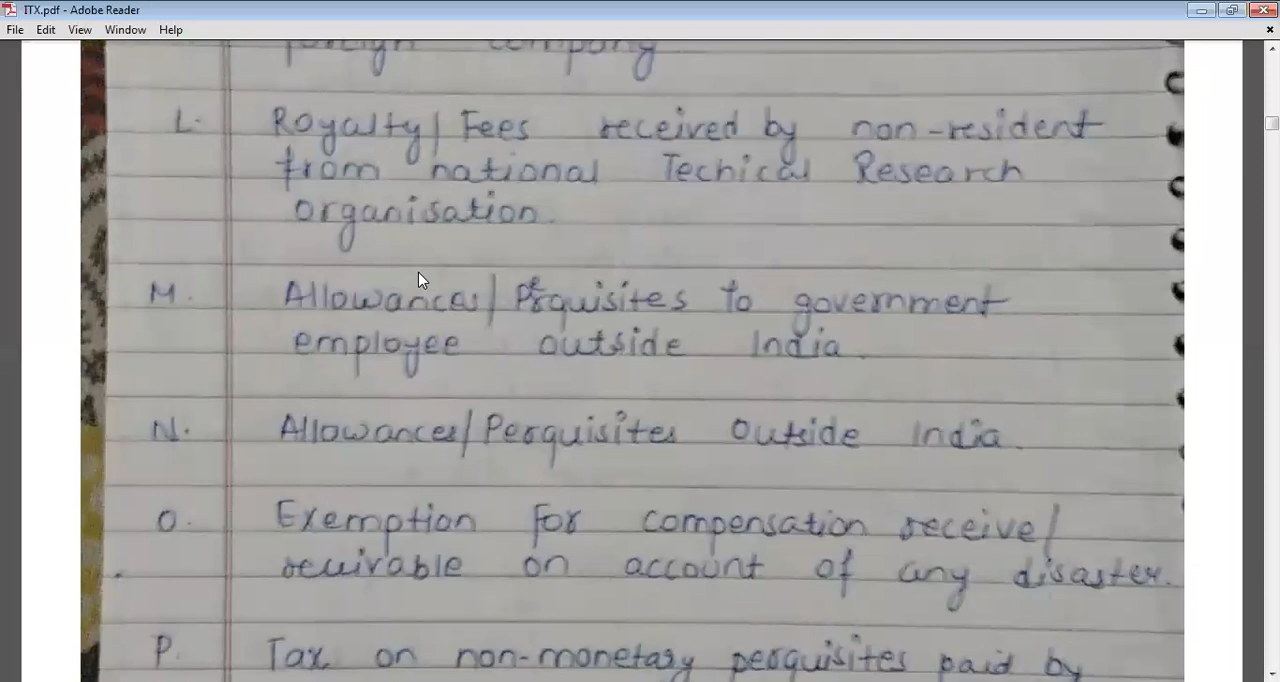 ITX.pdf - Adobe Reader
File Edit View Window Help
foreign company
L. Royalty/Fees received by non-resident
from national Techical Research
organisation.
M. Allowances/Perquisites to government
employee outside India.
N. Allowances/Perquisites Outside India.
O. Exemption For compensation receive/
receivable on account of any disaster.
P. Tax on non-monetary perquisites paid by